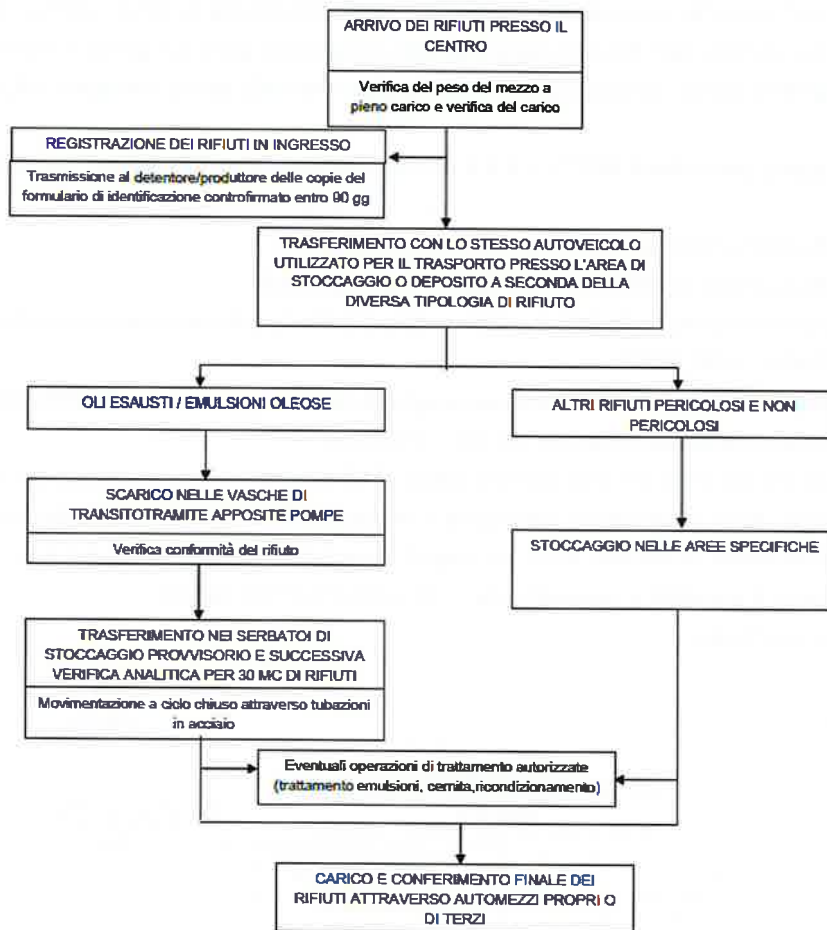 ARRIVO DEI RIFIUTI PRESSO IL
CENTRO
Verifica del peso del mezzo a
pieno carico e verifica del carico
REGISTRAZIONE DEI RIFIUTI IN INGRESSO
Trasmissione al detentore/produttore delle copie del
formulario di identificazione controfirmato entro 90 gg
TRASFERIMENTO CON LO STESSO AUTOVEICOLO
UTILIZZATO PER IL TRASPORTO PRESSO L'AREA DI
STOCCAGGIO O DEPOSITO A SECONDA DELLA
DIVERSA TIPOLOGIA DI RIFIUTO
OLI ESAUSTI / EMULSIONI OLEOSE
ALTRI RIFIUTI PERICOLOSI E NON
PERICOLOSI
SCARICO NELLE VASCHE DI
TRANSITOTRAMITE APPOSITE POMPE
Verifica conformità del rifiuto
STOCCAGGIO NELLE AREE SPECIFICHE
TRASFERIMENTO NEI SERBATOI DI
STOCCAGGIO PROVVISORIO E SUCCESSIVA
VERIFICA ANALITICA PER 30 MC DI RIFIUTI
Movimentazione a ciclo chiuso attraverso tubazioni
in acciaio
Eventuali operazioni di trattamento autorizzate
(trattamento emulsioni, cernita,ricondizionamento)
CARICO E CONFERIMENTO FINALE DEI
RIFIUTI ATTRAVERSO AUTOMEZZI PROPRI O
DI TERZI